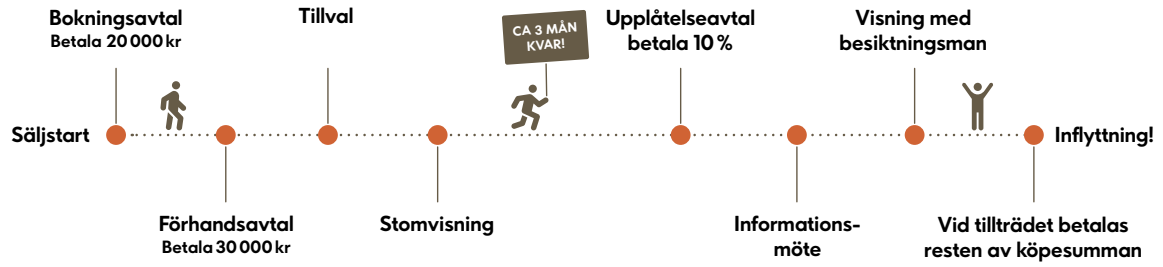 Bokningsavtal
Betala 20 000 kr
Tillval
CA 3 MÅN
KVAR!
Upplåtelseavtal
betala 10 %
Visning med
besiktningsman
Säljstart
Inflyttning!
Förhandsavtal
Betala 30 000 kr
Stomvisning
Informations-
möte
Vid tillträdet betalas
resten av köpesumman